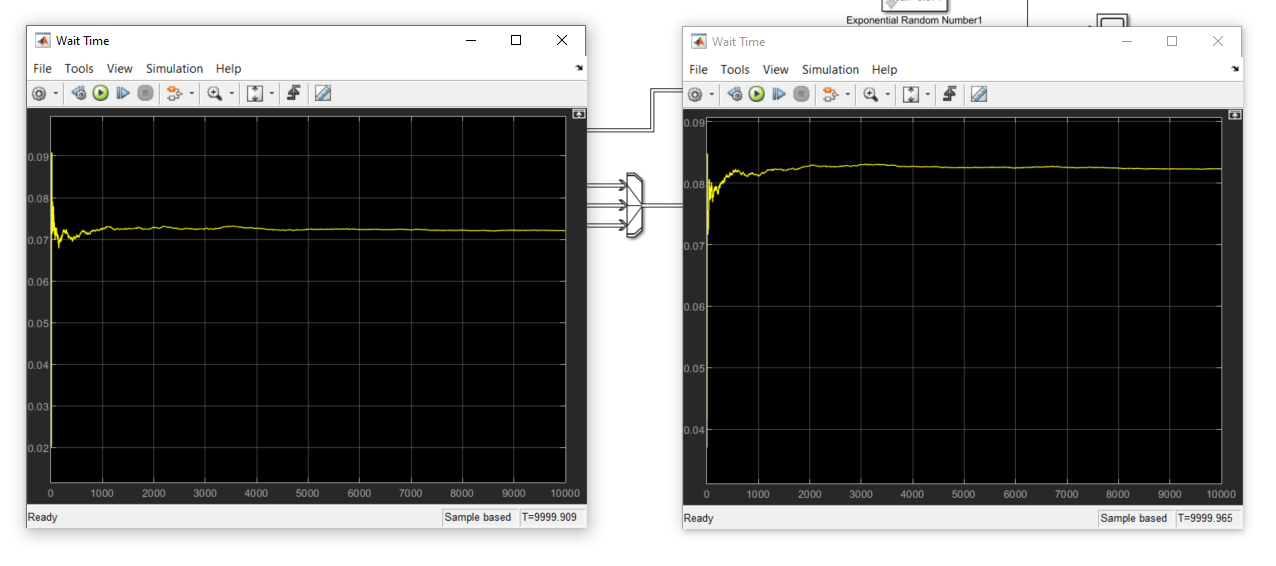 Exponential Random Number1
Wait Time
File Tools View Simulation Help
0.09
0.08
0.07
0.06
0.05
0.04
0.03
0.02
0 1000 2000 3000 4000 5000 6000 7000 8000 9000 10000
Ready Sample based T=9999.909
Wait Time
File Tools View Simulation Help
0.09
0.08
0.07
0.06
0.05
0.04
0 1000 2000 3000 4000 5000 6000 7000 8000 9000 10000
Ready Sample based T=9999.965